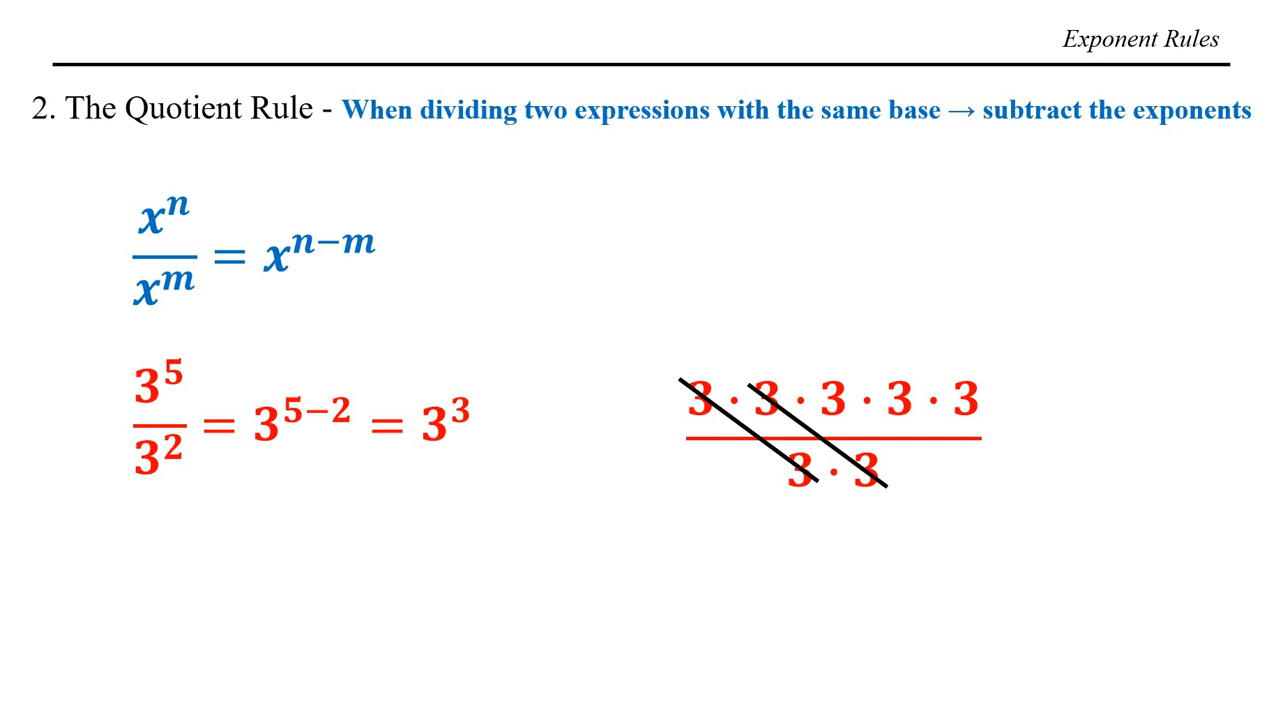 Exponent Rules
2. The Quotient Rule - When dividing two expressions with the same base → subtract the exponents
xⁿ/xᵐ = xⁿ⁻ᵐ
3⁵/3² = 3⁵⁻² = 3³
3 · 3 · 3 · 3 · 3
3 · 3